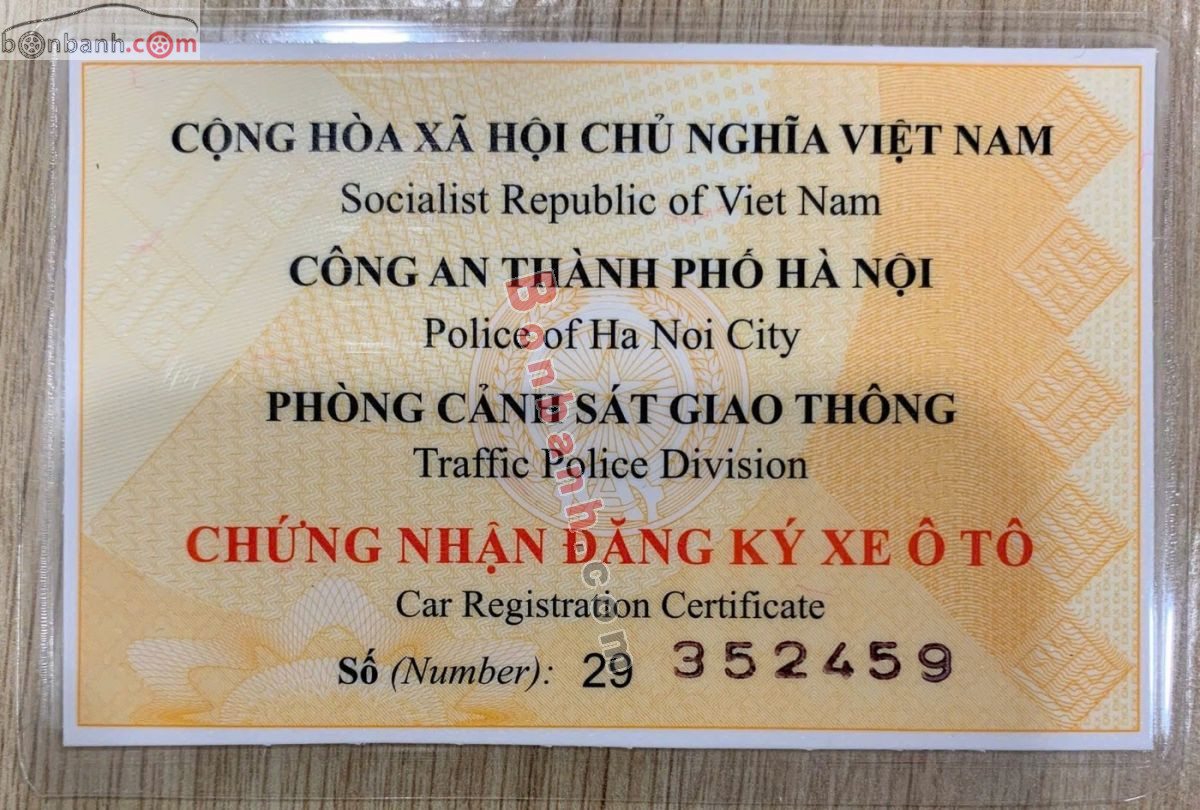 bonbanh.com
CỘNG HÒA XÃ HỘI CHỦ NGHĨA VIỆT NAM
Socialist Republic of Viet Nam
CÔNG AN THÀNH PHỐ HÀ NỘI
Police of Ha Noi City
PHÒNG CẢNH SÁT GIAO THÔNG
Traffic Police Division
CHỨNG NHẬN ĐĂNG KÝ XE Ô TÔ
Car Registration Certificate
Số (Number): 29 352459
Bonbanh.com